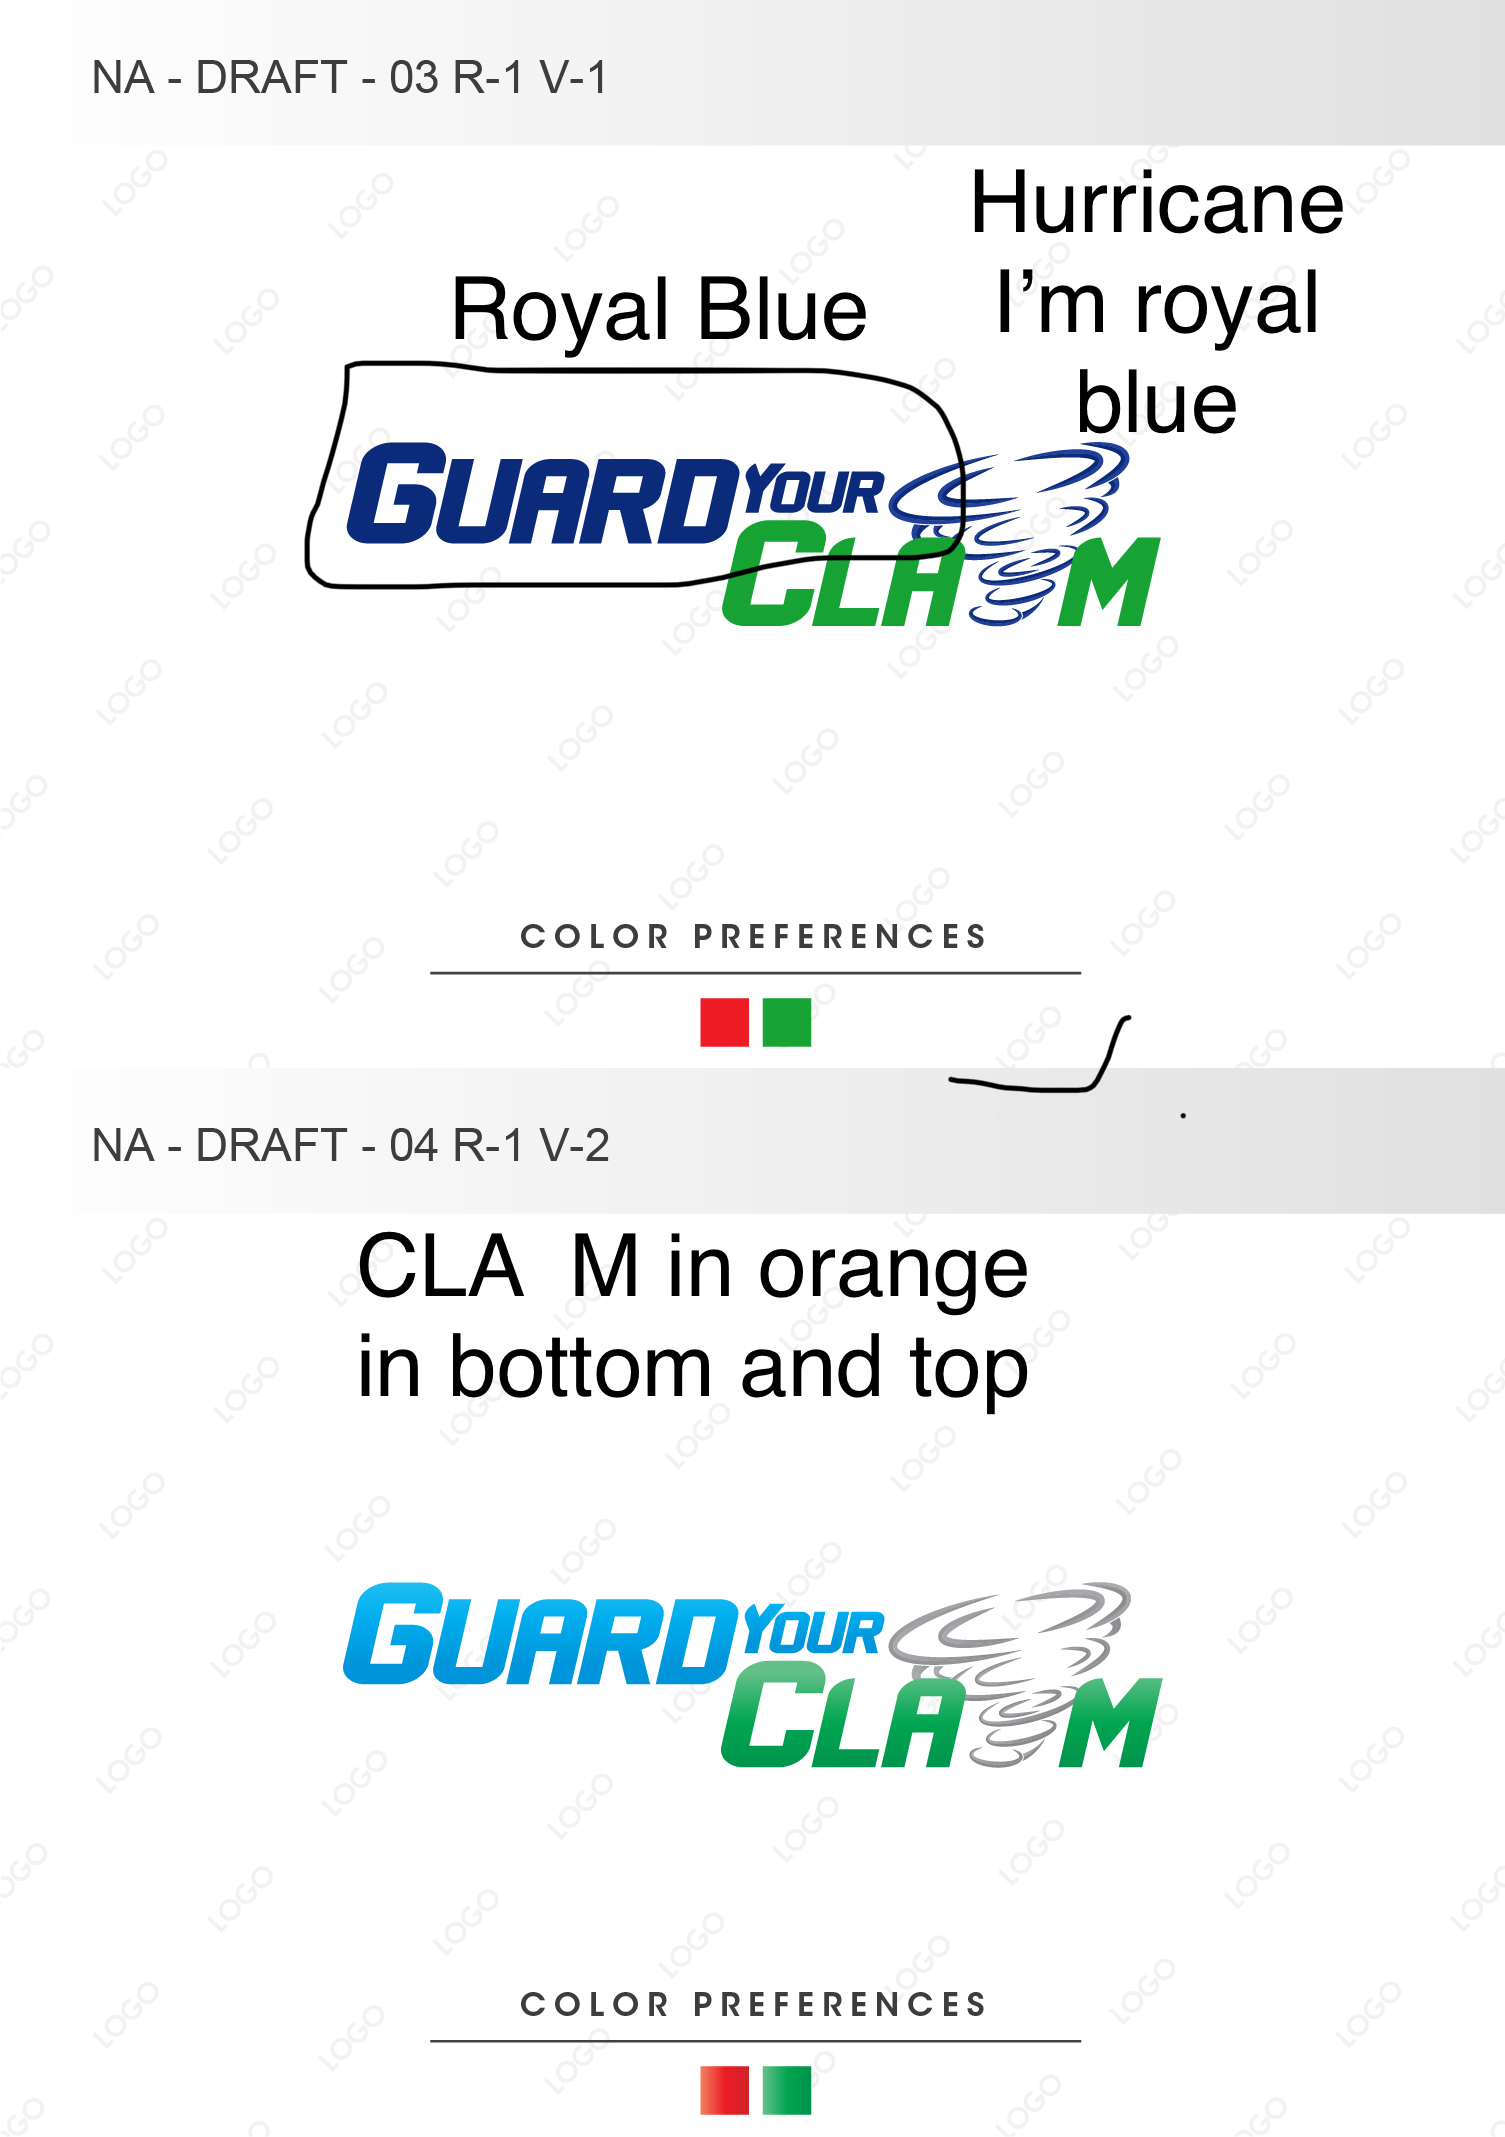 NA - DRAFT - 03 R-1 V-1
Hurricane
I'm royal
blue
Royal Blue
GUARD YOUR
CLA M
COLOR PREFERENCES
NA - DRAFT - 04 R-1 V-2
CLA  M in orange
in bottom and top
GUARD YOUR
CLA M
COLOR PREFERENCES
LOGO